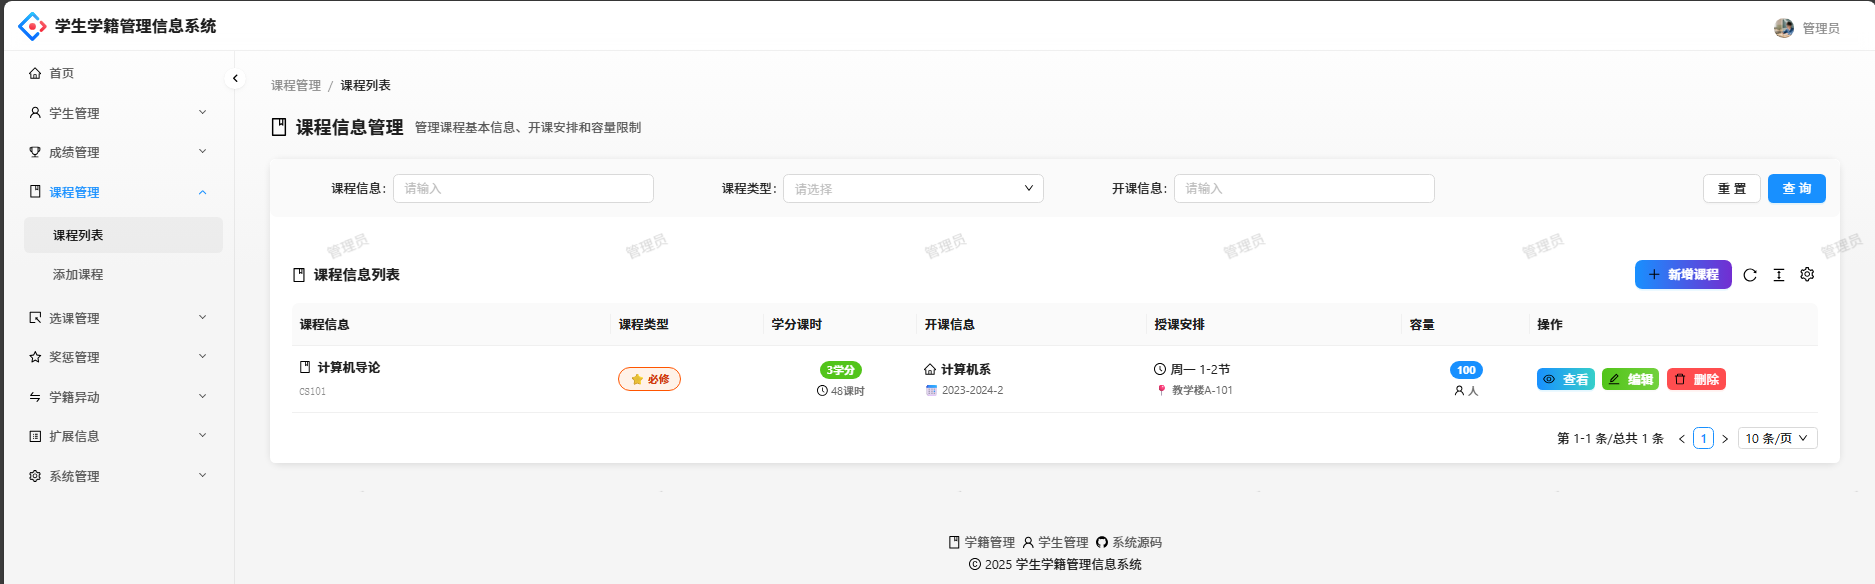 学生学籍管理信息系统
管理员
首页
学生管理
成绩管理
课程管理
课程列表
添加课程
选课管理
奖惩管理
学籍异动
扩展信息
系统管理
课程管理 / 课程列表
课程信息管理 管理课程基本信息、开课安排和容量限制
课程信息: 请输入 课程类型: 请选择 开课信息: 请输入 重 置 查 询
管理员 管理员 管理员 管理员 管理员 管理员
课程信息列表 + 新增课程
课程信息 课程类型 学分课时 开课信息 授课安排 容量 操作
计算机导论 必修 3学分 计算机系 周一 1-2节 100 查看 编辑 删除
CS101 48课时 2023-2024-2 教学楼A-101 人
第 1-1 条/总共 1 条 < 1 > 10 条/页
学籍管理 学生管理 系统源码
© 2025 学生学籍管理信息系统